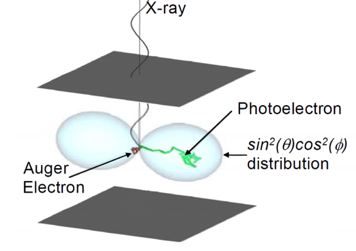 X-ray
Photoelectron
sin²(θ)cos²(ϕ)
distribution
Auger
Electron